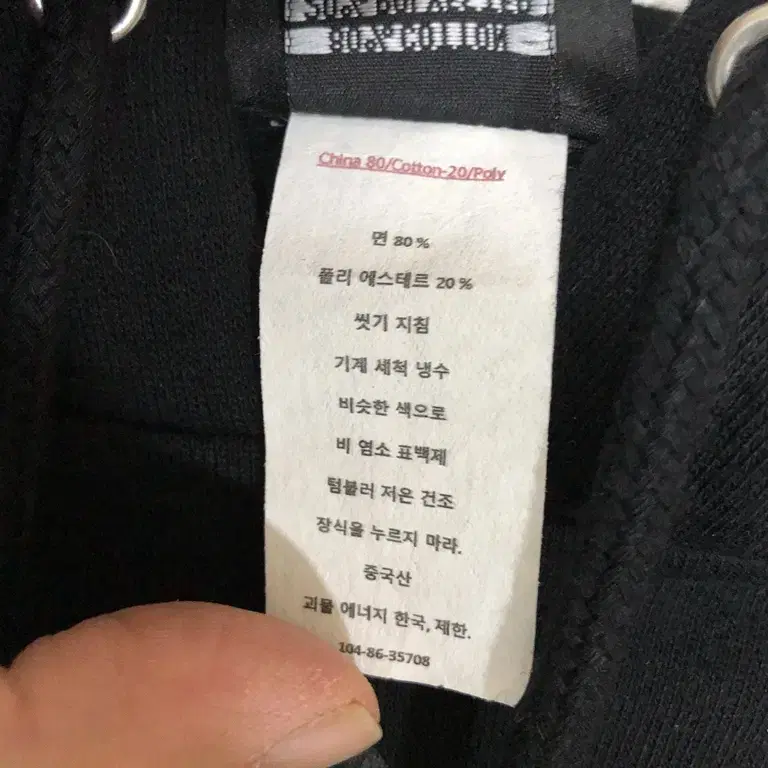 80% COTTON
China 80/Cotton-20/Poly
면 80 %
폴리 에스테르 20 %
씻기 지침
기계 세척 냉수
비슷한 색으로
비 염소 표백제
텀블러 저온 건조
장식을 누르지 마라.
중국산
괴물 에너지 한국, 제한.
104-86-35708